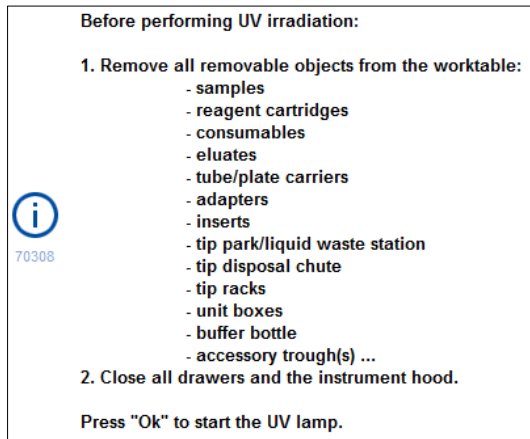 Before performing UV irradiation:
1. Remove all removable objects from the worktable:
- samples
- reagent cartridges
- consumables
- eluates
- tube/plate carriers
- adapters
- inserts
- tip park/liquid waste station
- tip disposal chute
- tip racks
- unit boxes
- buffer bottle
- accessory trough(s) ...
2. Close all drawers and the instrument hood.
Press "Ok" to start the UV lamp.
i
70308